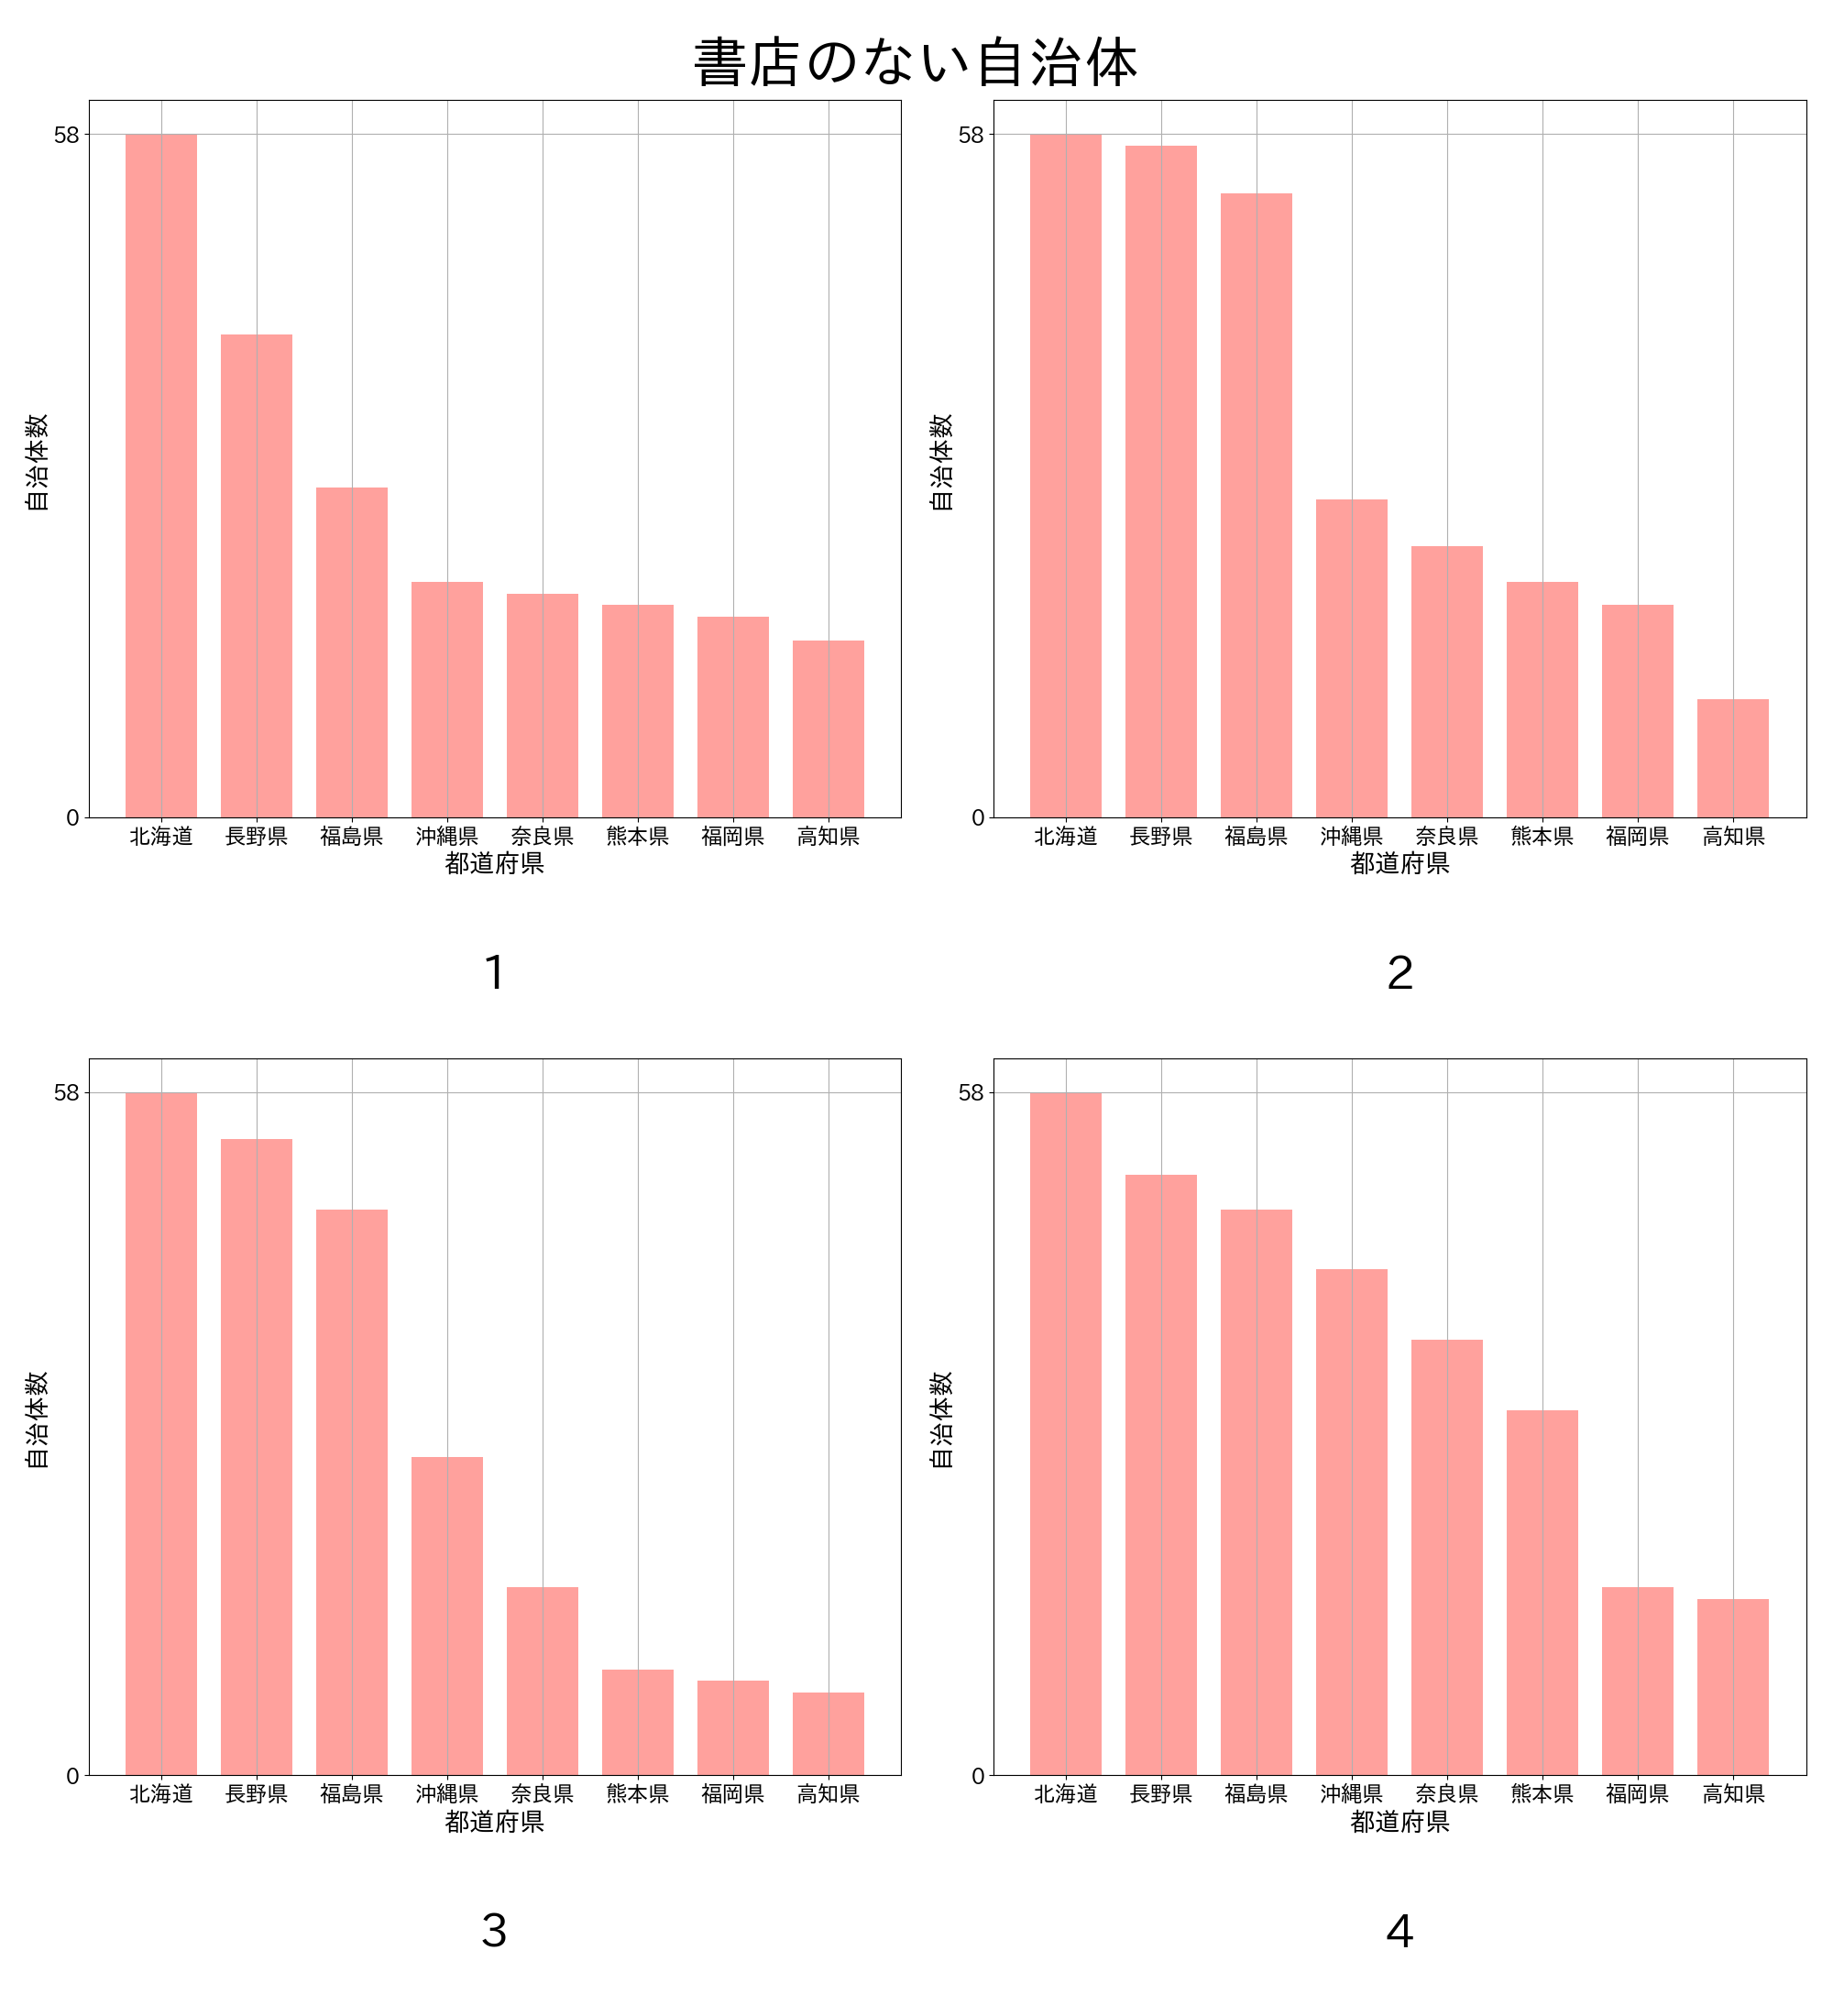 書店のない自治体
58
0
自治体数
北海道 長野県 福島県 沖縄県 奈良県 熊本県 福岡県 高知県
都道府県
1
58
0
自治体数
北海道 長野県 福島県 沖縄県 奈良県 熊本県 福岡県 高知県
都道府県
2
58
0
自治体数
北海道 長野県 福島県 沖縄県 奈良県 熊本県 福岡県 高知県
都道府県
3
58
0
自治体数
北海道 長野県 福島県 沖縄県 奈良県 熊本県 福岡県 高知県
都道府県
4